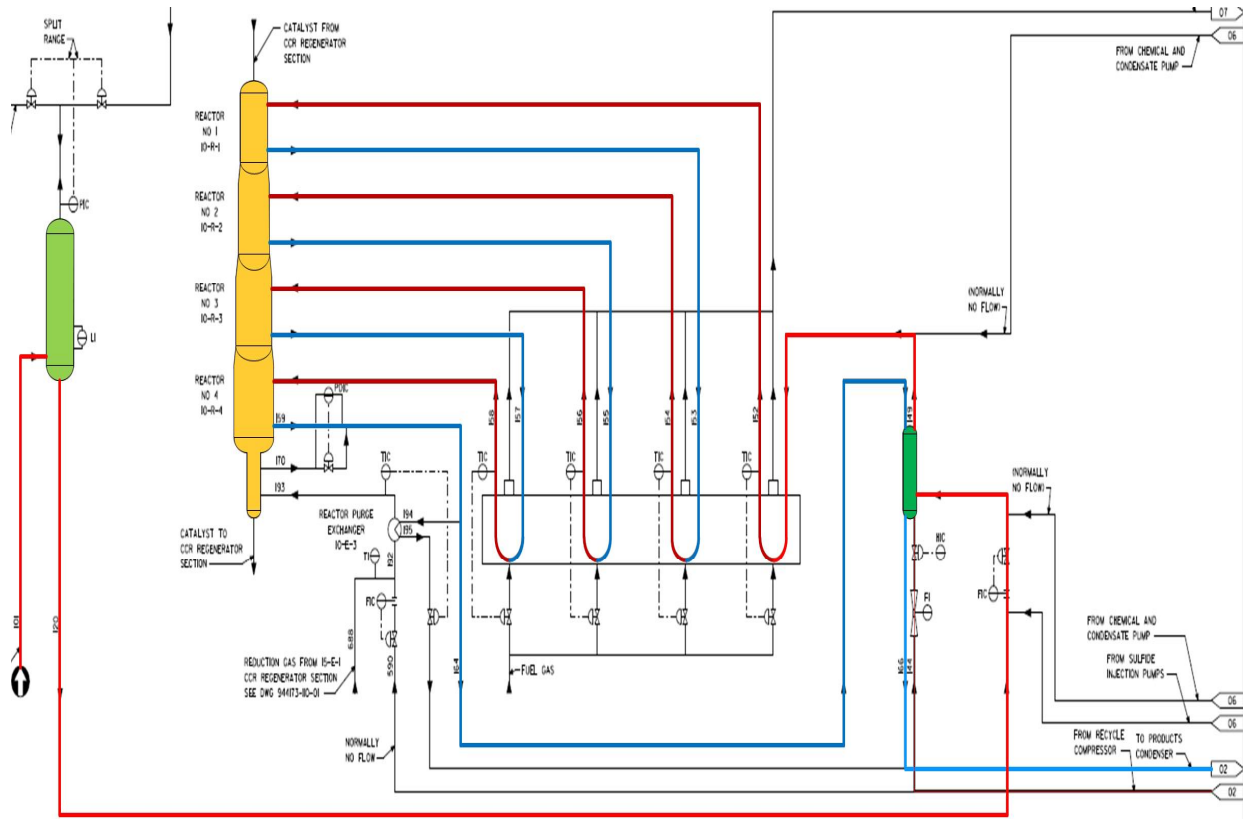 SPLIT
RANGE
CATALYST FROM
CCR REGENERATOR
SECTION
07
06
FROM CHEMICAL AND
CONDENSATE PUMP
REACTOR
NO 1
10-R-1
REACTOR
NO 2
10-R-2
REACTOR
NO 3
10-R-3
REACTOR
NO 4
10-R-4
PIC
LI
(NORMALLY
NO FLOW)
PDIC
159
158
157
156
155
154
153
152
149
170
193
TIC
TIC
TIC
TIC
TIC
(NORMALLY
NO FLOW)
REACTOR PURGE
EXCHANGER
10-E-3
194
195
CATALYST TO
CCR REGENERATOR
SECTION
TI
192
FIC
HIC
FIC
FI
101
120
688
590
164
166
144
REDUCTION GAS FROM 15-E-1
CCR REGENERATOR SECTION
SEE DWG 944173-110-01
FUEL GAS
NORMALLY
NO FLOW
FROM CHEMICAL AND
CONDENSATE PUMP
FROM SULFIDE
INJECTION PUMPS
06
06
FROM RECYCLE
COMPRESSOR
TO PRODUCTS
CONDENSER
02
02